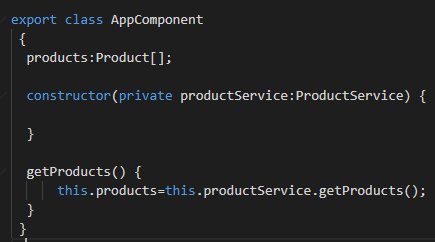 export class AppComponent
{
products:Product[];
constructor(private productService:ProductService) {
}
getProducts() {
this.products=this.productService.getProducts();
}
}